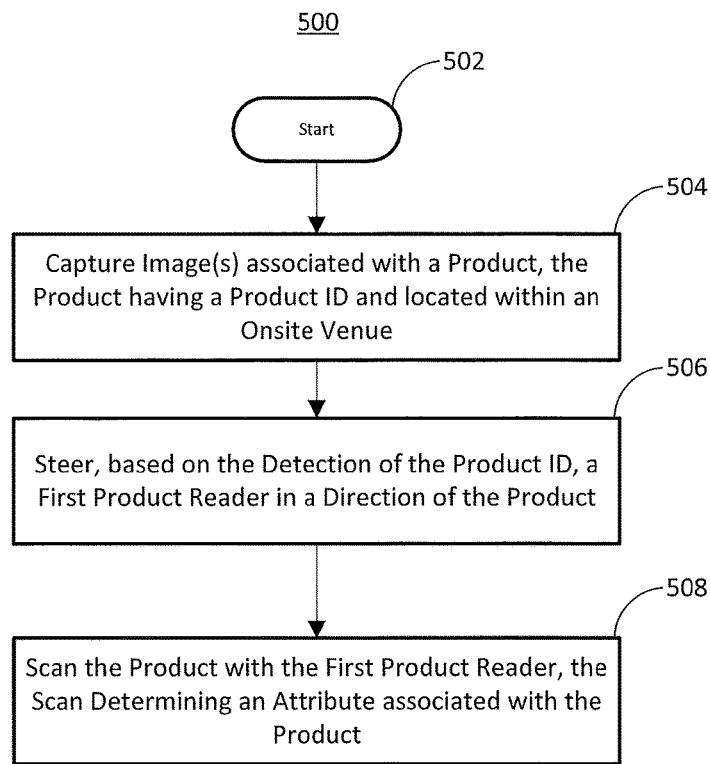 500
502
Start
504
Capture Image(s) associated with a Product, the
Product having a Product ID and located within an
Onsite Venue
506
Steer, based on the Detection of the Product ID, a
First Product Reader in a Direction of the Product
508
Scan the Product with the First Product Reader, the
Scan Determining an Attribute associated with the
Product